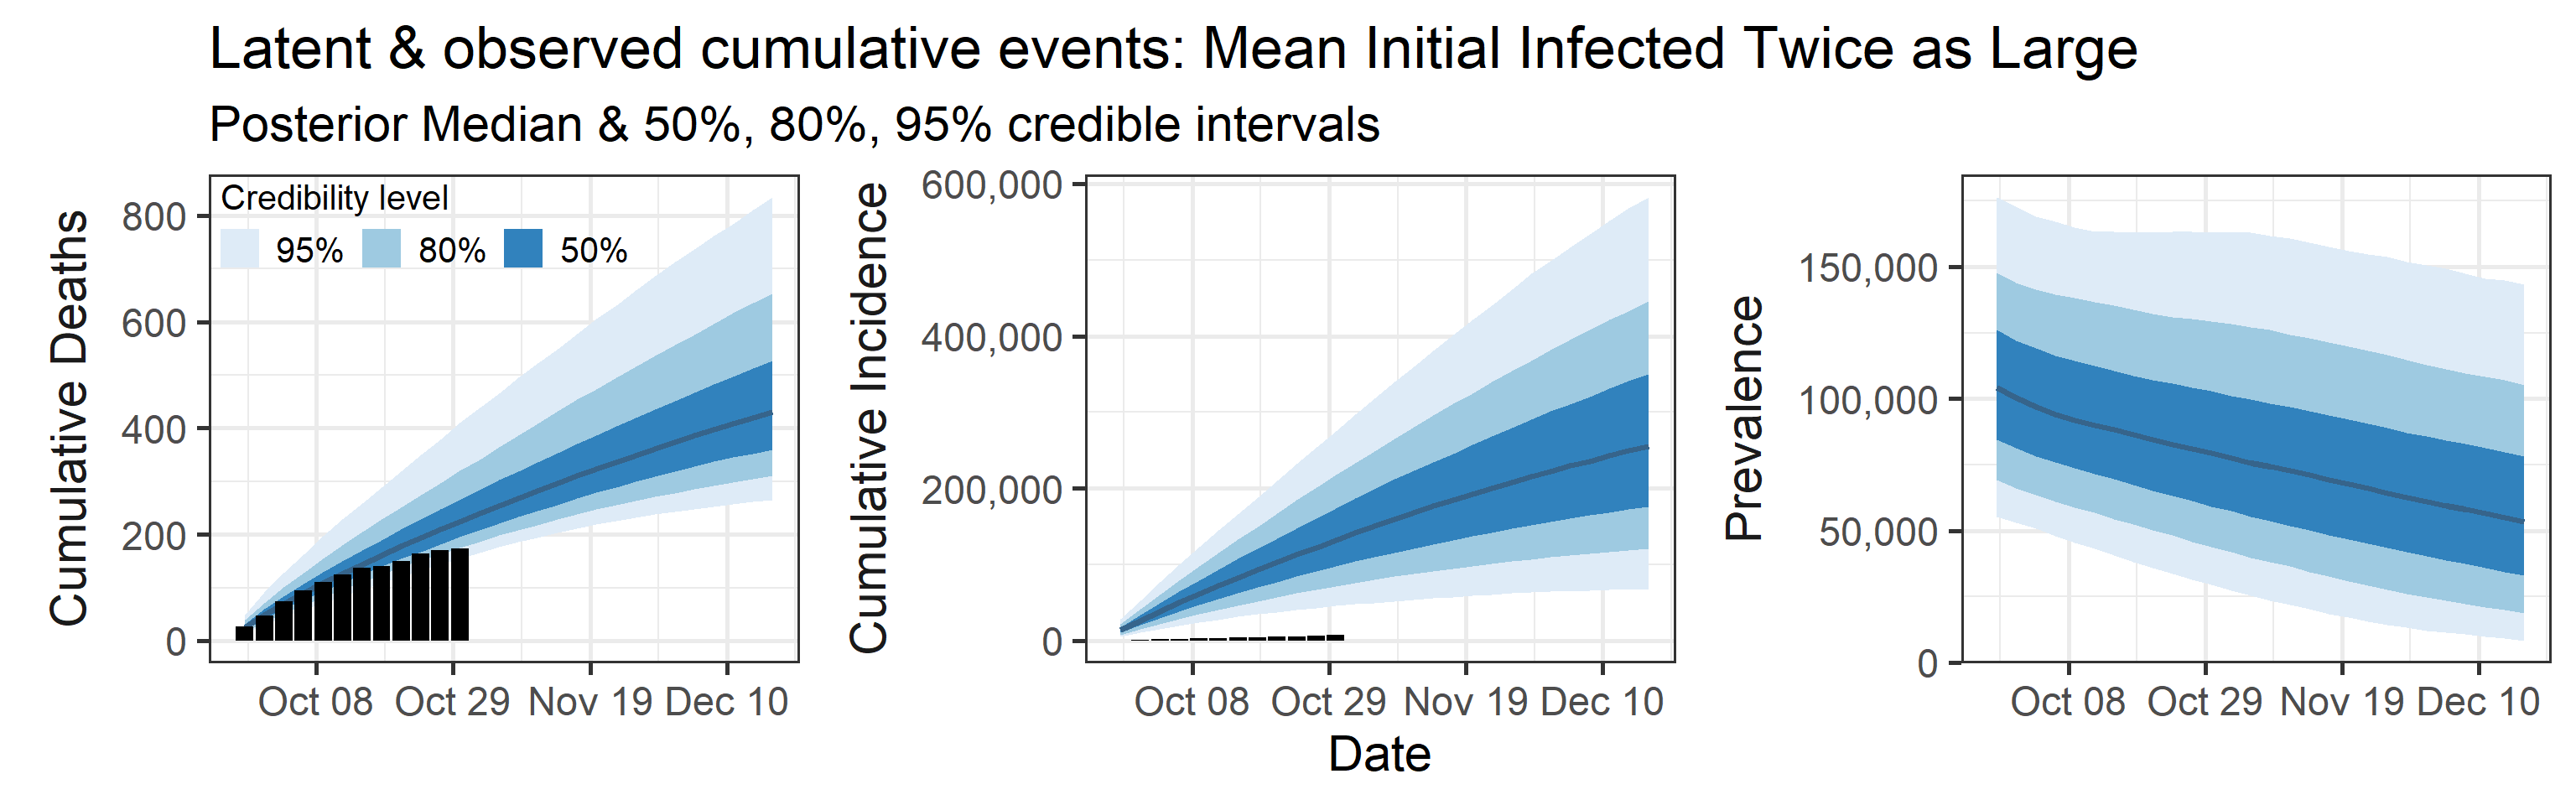 Latent & observed cumulative events: Mean Initial Infected Twice as Large
Posterior Median & 50%, 80%, 95% credible intervals
Cumulative Deaths
800
600
400
200
0
Credibility level
95% 80% 50%
Oct 08 Oct 29 Nov 19 Dec 10
Cumulative Incidence
600,000
400,000
200,000
0
Oct 08 Oct 29 Nov 19 Dec 10
Prevalence
150,000
100,000
50,000
0
Oct 08 Oct 29 Nov 19 Dec 10
Date